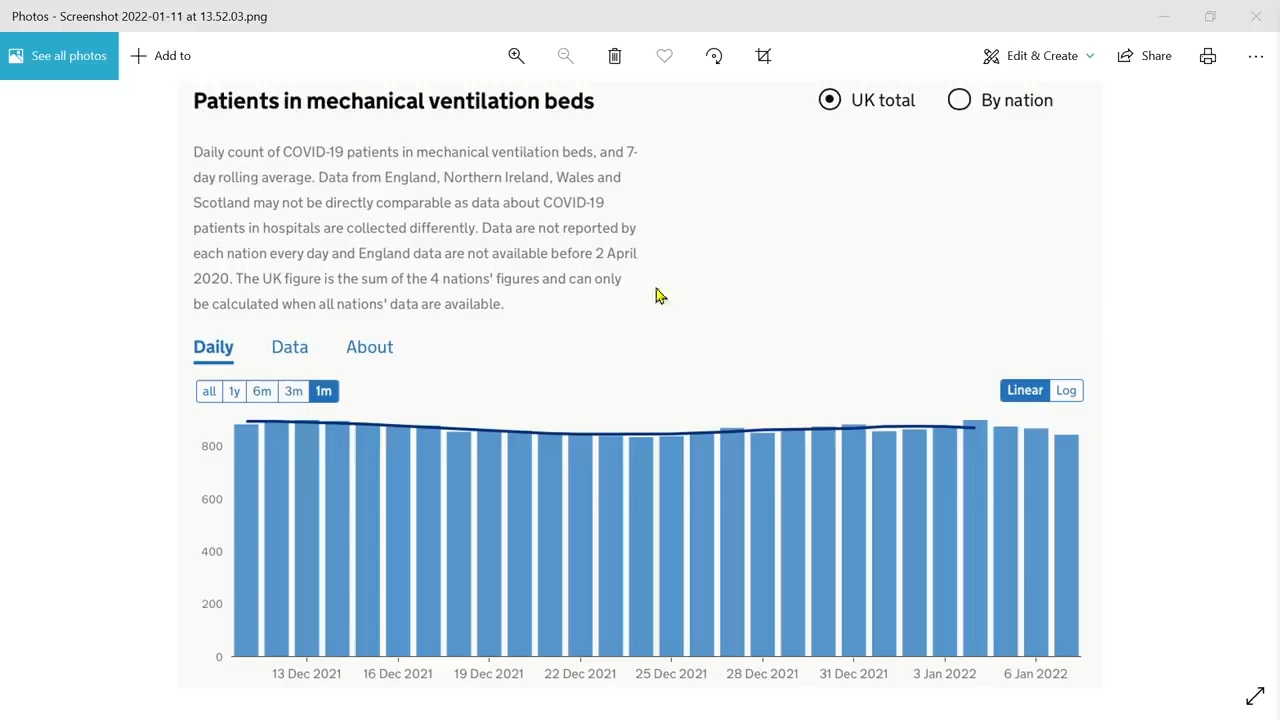 Photos - Screenshot 2022-01-11 at 13.52.03.png
See all photos
Add to
Edit & Create
Share
Patients in mechanical ventilation beds
UK total
By nation
Daily count of COVID-19 patients in mechanical ventilation beds, and 7-
day rolling average. Data from England, Northern Ireland, Wales and
Scotland may not be directly comparable as data about COVID-19
patients in hospitals are collected differently. Data are not reported by
each nation every day and England data are not available before 2 April
2020. The UK figure is the sum of the 4 nations' figures and can only
be calculated when all nations' data are available.
Daily
Data
About
all
1y
6m
3m
1m
Linear
Log
800
600
400
200
0
13 Dec 2021
16 Dec 2021
19 Dec 2021
22 Dec 2021
25 Dec 2021
28 Dec 2021
31 Dec 2021
3 Jan 2022
6 Jan 2022